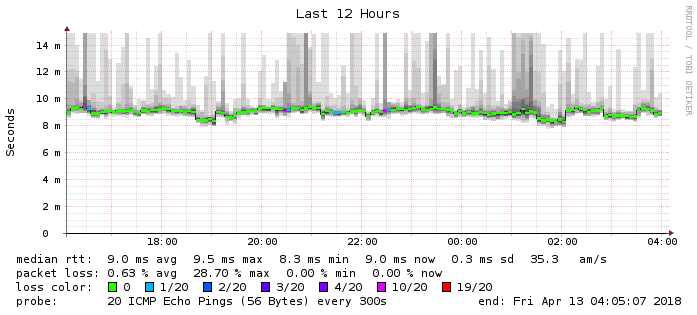 Last 12 Hours
RRDTOOL / TOBI OETIKER
Seconds
14 m
12 m
10 m
8 m
6 m
4 m
2 m
0
18:00 20:00 22:00 00:00 02:00 04:00
median rtt: 9.0 ms avg 9.5 ms max 8.3 ms min 9.0 ms now 0.3 ms sd 35.3 am/s
packet loss: 0.63 % avg 28.70 % max 0.00 % min 0.00 % now
loss color: 0 1/20 2/20 3/20 4/20 10/20 19/20
probe: 20 ICMP Echo Pings (56 Bytes) every 300s end: Fri Apr 13 04:05:07 2018